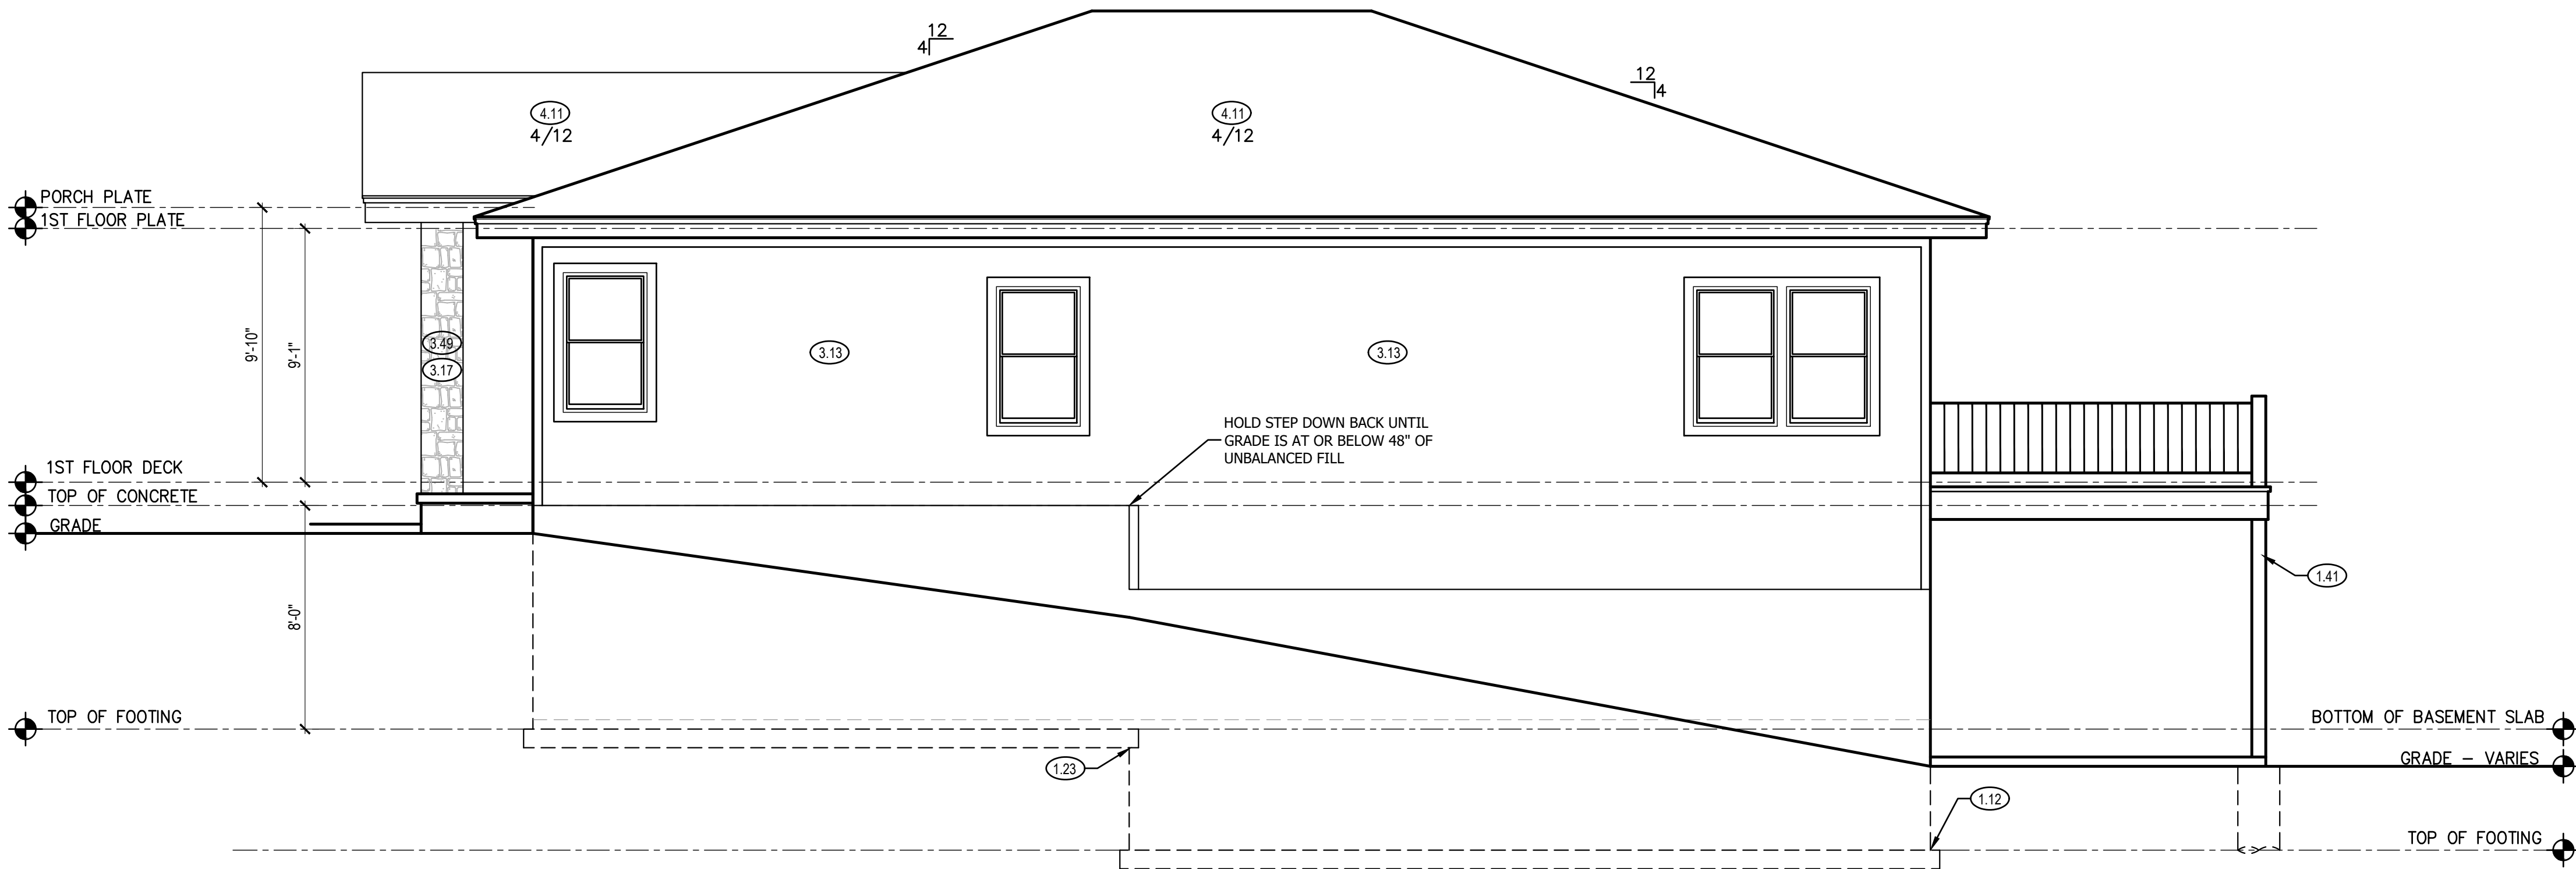 12
4
12
4
4.11
4/12
4.11
4/12
PORCH PLATE
1ST FLOOR PLATE
9'-10"
9'-1"
3.49
3.17
3.13
3.13
HOLD STEP DOWN BACK UNTIL
GRADE IS AT OR BELOW 48" OF
UNBALANCED FILL
1ST FLOOR DECK
TOP OF CONCRETE
GRADE
8'-0"
1.41
TOP OF FOOTING
BOTTOM OF BASEMENT SLAB
GRADE - VARIES
1.23
1.12
TOP OF FOOTING